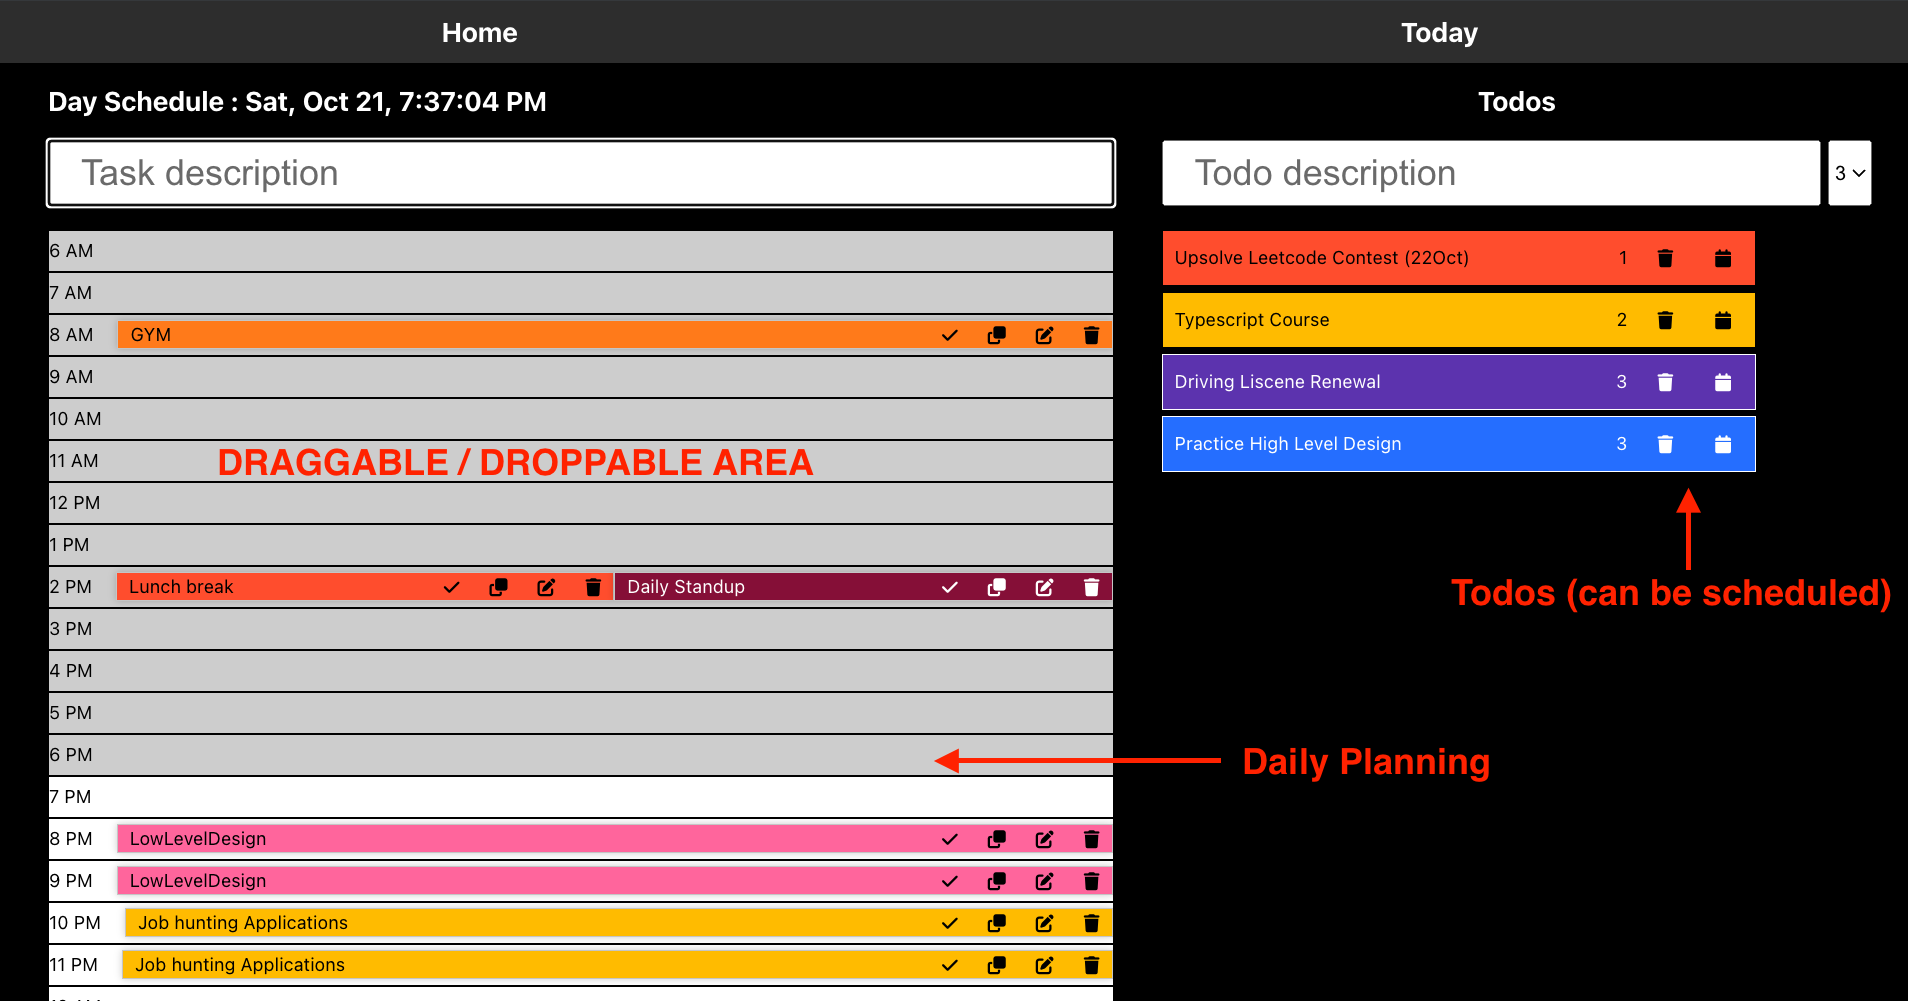 Home
Today
Day Schedule : Sat, Oct 21, 7:37:04 PM
Task description
6 AM
7 AM
8 AM GYM
9 AM
10 AM
11 AM
DRAGGABLE / DROPPABLE AREA
12 PM
1 PM
2 PM Lunch break Daily Standup
3 PM
4 PM
5 PM
6 PM
7 PM
8 PM LowLevelDesign
9 PM LowLevelDesign
10 PM Job hunting Applications
11 PM Job hunting Applications
Todos
Todo description 3
Upsolve Leetcode Contest (22Oct) 1
Typescript Course 2
Driving Liscene Renewal 3
Practice High Level Design 3
Todos (can be scheduled)
Daily Planning